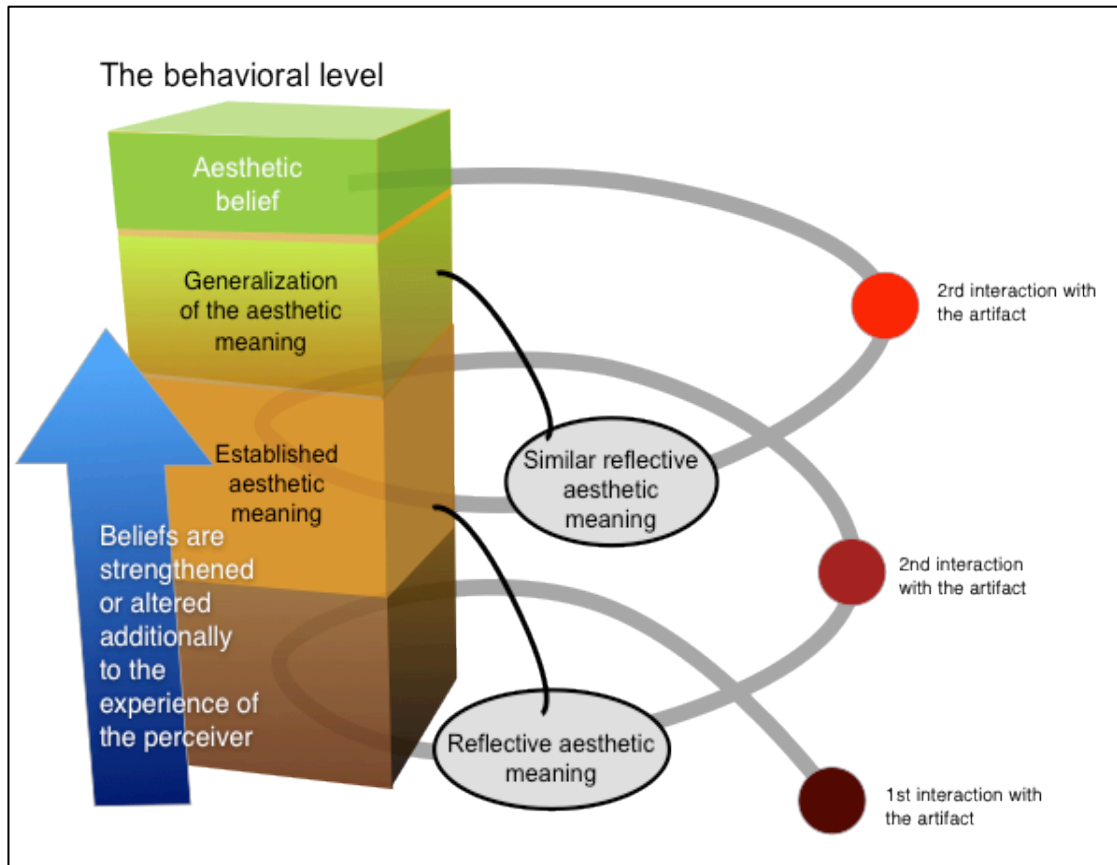 The behavioral level
Aesthetic
belief
Generalization
of the aesthetic
meaning
Established
aesthetic
meaning
Beliefs are
strengthened
or altered
additionally
to the
experience of
the perceiver
Similar reflective
aesthetic
meaning
Reflective aesthetic
meaning
2rd interaction with
the artifact
2nd interaction
with the artifact
1st interaction with
the artifact